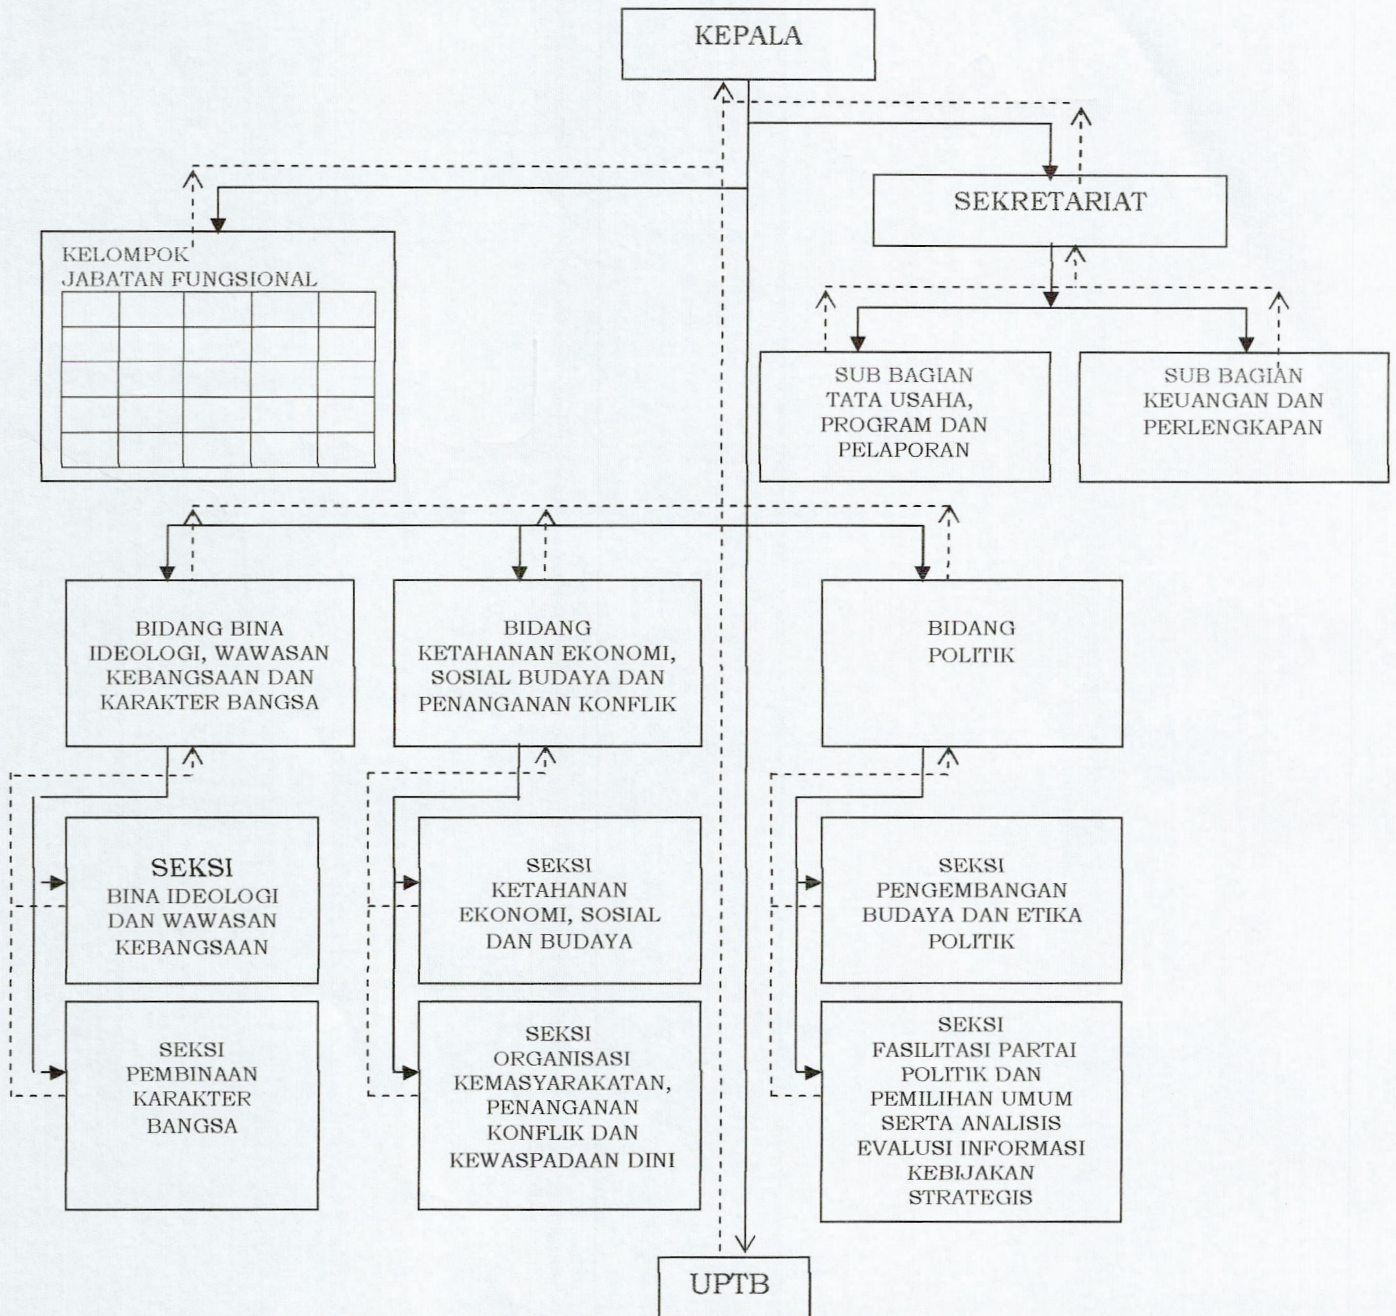 KEPALA
SEKRETARIAT
KELOMPOK
JABATAN FUNGSIONAL
SUB BAGIAN
TATA USAHA,
PROGRAM DAN
PELAPORAN
SUB BAGIAN
KEUANGAN DAN
PERLENGKAPAN
BIDANG BINA
IDEOLOGI, WAWASAN
KEBANGSAAN DAN
KARAKTER BANGSA
BIDANG
KETAHANAN EKONOMI,
SOSIAL BUDAYA DAN
PENANGANAN KONFLIK
BIDANG
POLITIK
SEKSI
BINA IDEOLOGI
DAN WAWASAN
KEBANGSAAN
SEKSI
KETAHANAN
EKONOMI, SOSIAL
DAN BUDAYA
SEKSI
PENGEMBANGAN
BUDAYA DAN ETIKA
POLITIK
SEKSI
PEMBINAAN
KARAKTER
BANGSA
SEKSI
ORGANISASI
KEMASYARAKATAN,
PENANGANAN
KONFLIK DAN
KEWASPADAAN DINI
SEKSI
FASILITASI PARTAI
POLITIK DAN
PEMILIHAN UMUM
SERTA ANALISIS
EVALUSI INFORMASI
KEBIJAKAN
STRATEGIS
UPTB